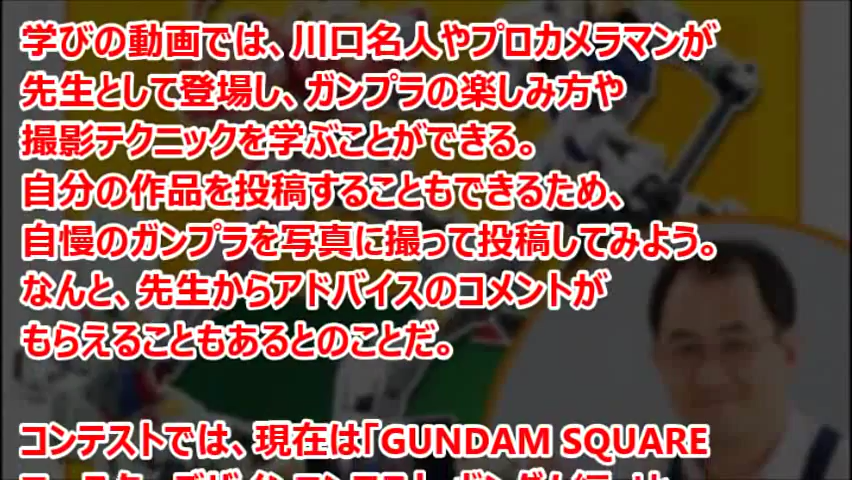 学びの動画では、川口名人やプロカメラマンが
先生として登場し、ガンプラの楽しみ方や
撮影テクニックを学ぶことができる。
自分の作品を投稿することもできるため、
自慢のガンプラを写真に撮って投稿してみよう。
なんと、先生からアドバイスのコメントが
もらえることもあるとのことだ。
コンテストでは、現在は「GUNDAM SQUARE